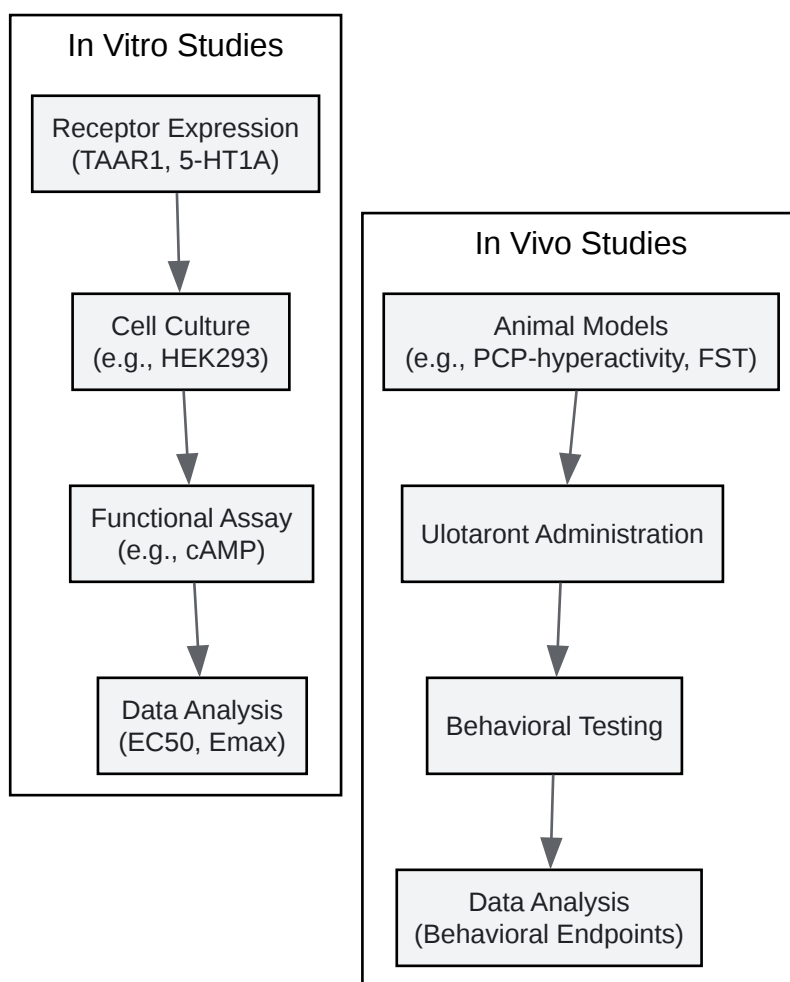 In Vitro Studies
Receptor Expression
(TAAR1, 5-HT1A)
Cell Culture
(e.g., HEK293)
Functional Assay
(e.g., cAMP)
Data Analysis
(EC50, Emax)
In Vivo Studies
Animal Models
(e.g., PCP-hyperactivity, FST)
Ulotaront Administration
Behavioral Testing
Data Analysis
(Behavioral Endpoints)